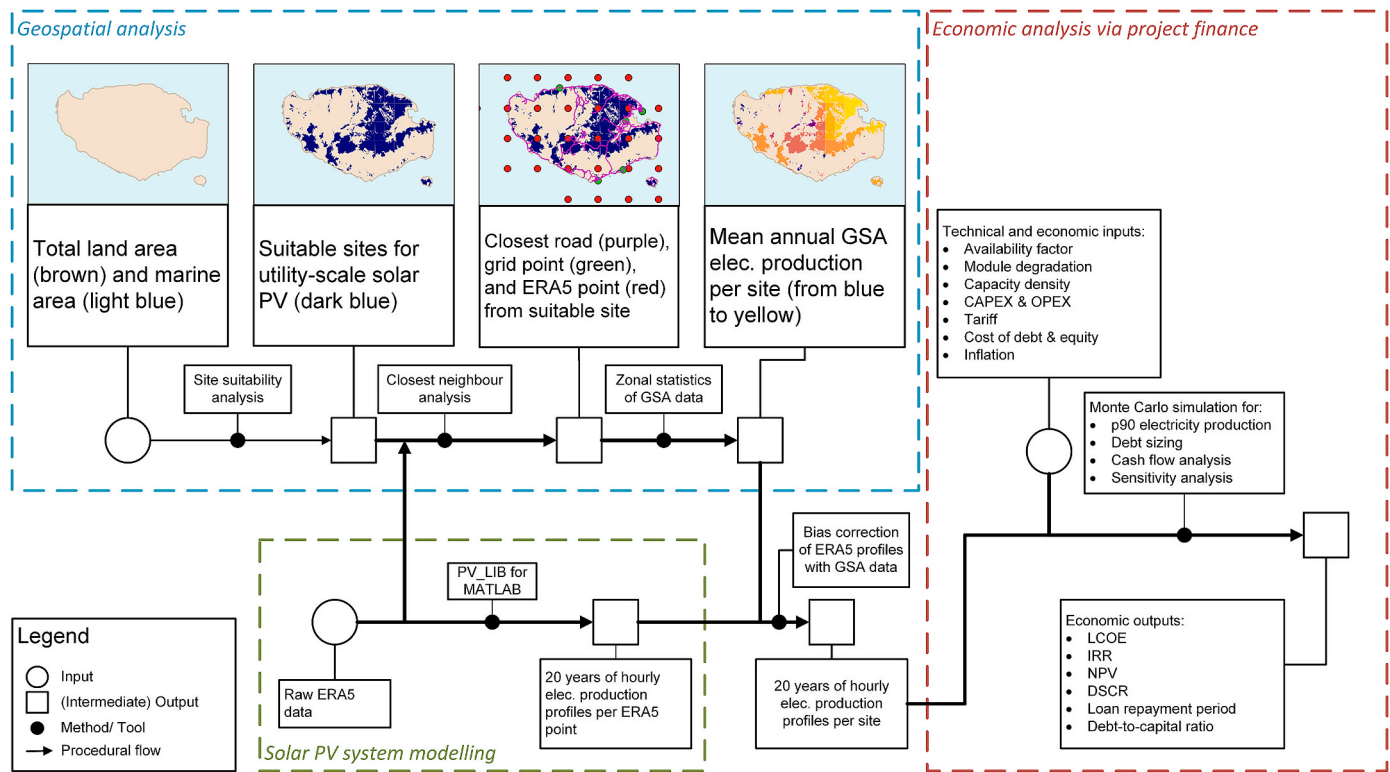 Geospatial analysis
Total land area
(brown) and marine
area (light blue)
Suitable sites for
utility-scale solar
PV (dark blue)
Closest road (purple),
grid point (green),
and ERA5 point (red)
from suitable site
Mean annual GSA
elec. production
per site (from blue
to yellow)
Site suitability
analysis
Closest neighbour
analysis
Zonal statistics
of GSA data
Economic analysis via project finance
Technical and economic inputs:
• Availability factor
• Module degradation
• Capacity density
• CAPEX & OPEX
• Tariff
• Cost of debt & equity
• Inflation
Monte Carlo simulation for:
• p90 electricity production
• Debt sizing
• Cash flow analysis
• Sensitivity analysis
Bias correction
of ERA5 profiles
with GSA data
PV_LIB for
MATLAB
Raw ERA5
data
20 years of hourly
elec. production
profiles per ERA5
point
20 years of hourly
elec. production
profiles per site
Solar PV system modelling
Economic outputs:
• LCOE
• IRR
• NPV
• DSCR
• Loan repayment period
• Debt-to-capital ratio
Legend
Input
(Intermediate) Output
Method/ Tool
Procedural flow